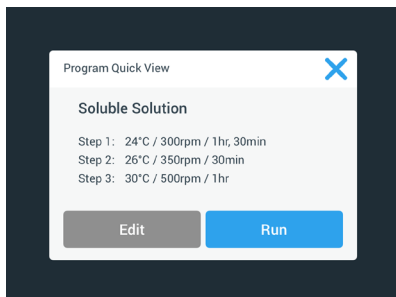 Program Quick View
Soluble Solution
Step 1: 24°C / 300rpm / 1hr, 30min
Step 2: 26°C / 350rpm / 30min
Step 3: 30°C / 500rpm / 1hr
Edit Run